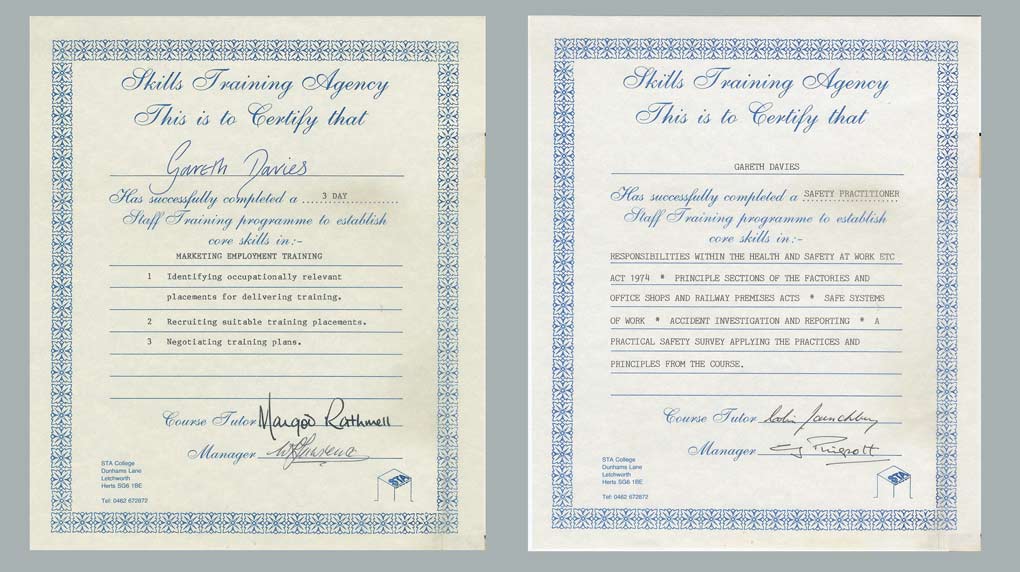 Skills Training Agency
This is to Certify that
Gareth Davies
Has successfully completed a 3 DAY
Staff Training programme to establish
core skills in:-
MARKETING EMPLOYMENT TRAINING
1 Identifying occupationally relevant
placements for delivering training.
2 Recruiting suitable training placements.
3 Negotiating training plans.
Course Tutor Margot Rathmell
Manager
STA College
Dunhams Lane
Letchworth
Herts SG6 1BE
Tel: 0462 672872
STA
Skills Training Agency
This is to Certify that
GARETH DAVIES
Has successfully completed a SAFETY PRACTITIONER
Staff Training programme to establish
core skills in:-
RESPONSIBILITIES WITHIN THE HEALTH AND SAFETY AT WORK ETC
ACT 1974 * PRINCIPLE SECTIONS OF THE FACTORIES AND
OFFICE SHOPS AND RAILWAY PREMISES ACTS * SAFE SYSTEMS
OF WORK * ACCIDENT INVESTIGATION AND REPORTING * A
PRACTICAL SAFETY SURVEY APPLYING THE PRACTICES AND
PRINCIPLES FROM THE COURSE.
Course Tutor
Manager
STA College
Dunhams Lane
Letchworth
Herts SG6 1BE
Tel: 0462 672872
STA